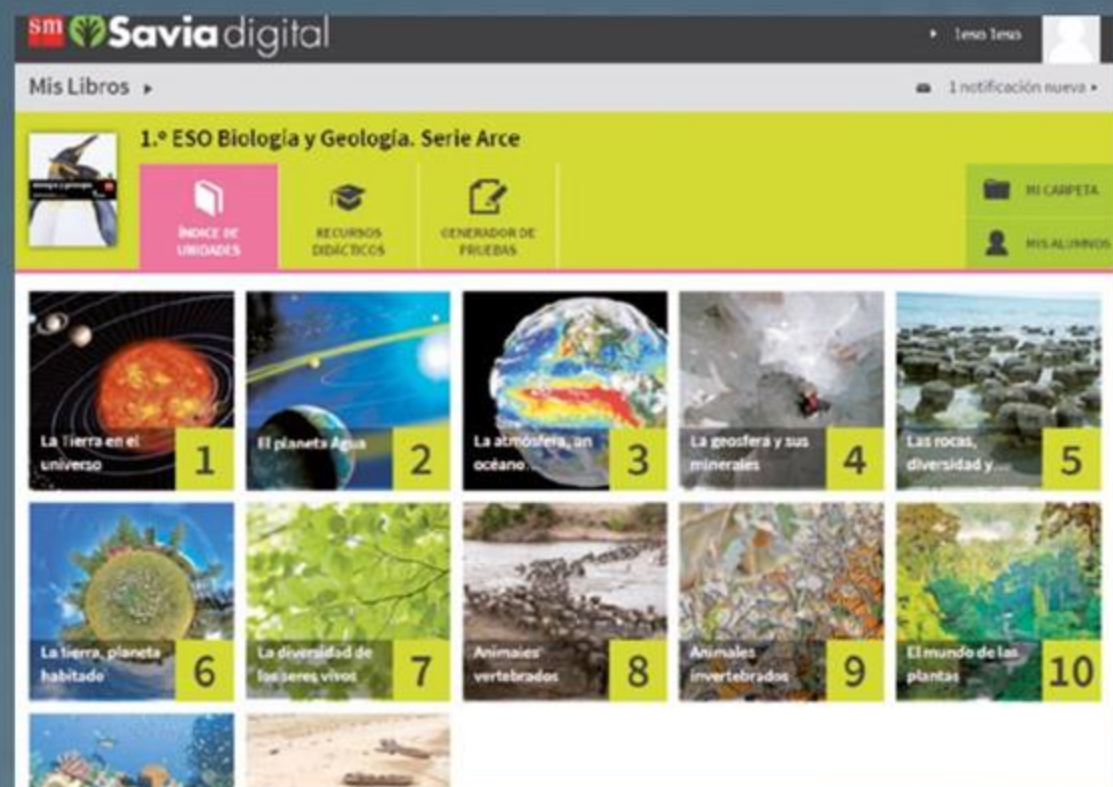 sm Savia digital
1eso 1eso
Mis Libros
1 notificación nueva
1.º ESO Biología y Geología. Serie Arce
ÍNDICE DE
UNIDADES
RECURSOS
DIDÁCTICOS
GENERADOR DE
PRUEBAS
MI CARPETA
MIS ALUMNOS
La Tierra en el
universo
1
El planeta Agua
2
La atmósfera, un
océano...
3
La geosfera y sus
minerales
4
Las rocas,
diversidad y...
5
La tierra, planeta
habitado
6
La diversidad de
los seres vivos
7
Animales
vertebrados
8
Animales
invertebrados
9
El mundo de las
plantas
10